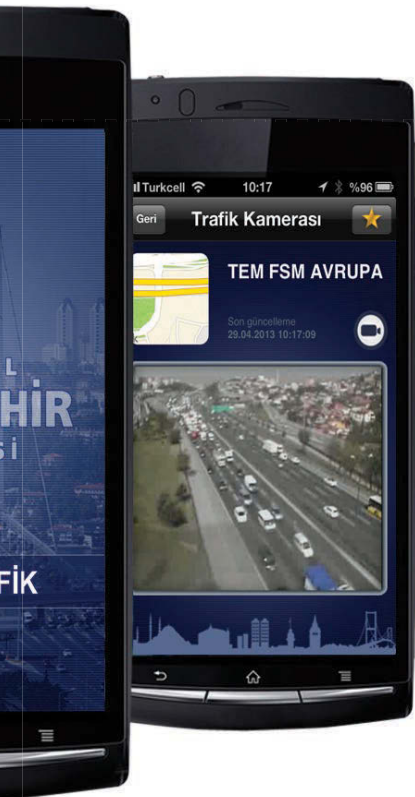 L
HİR
Sİ
FİK
Turkcell 10:17 %96
Geri Trafik Kamerası
TEM FSM AVRUPA
Son güncelleme
29.04.2013 10:17:09